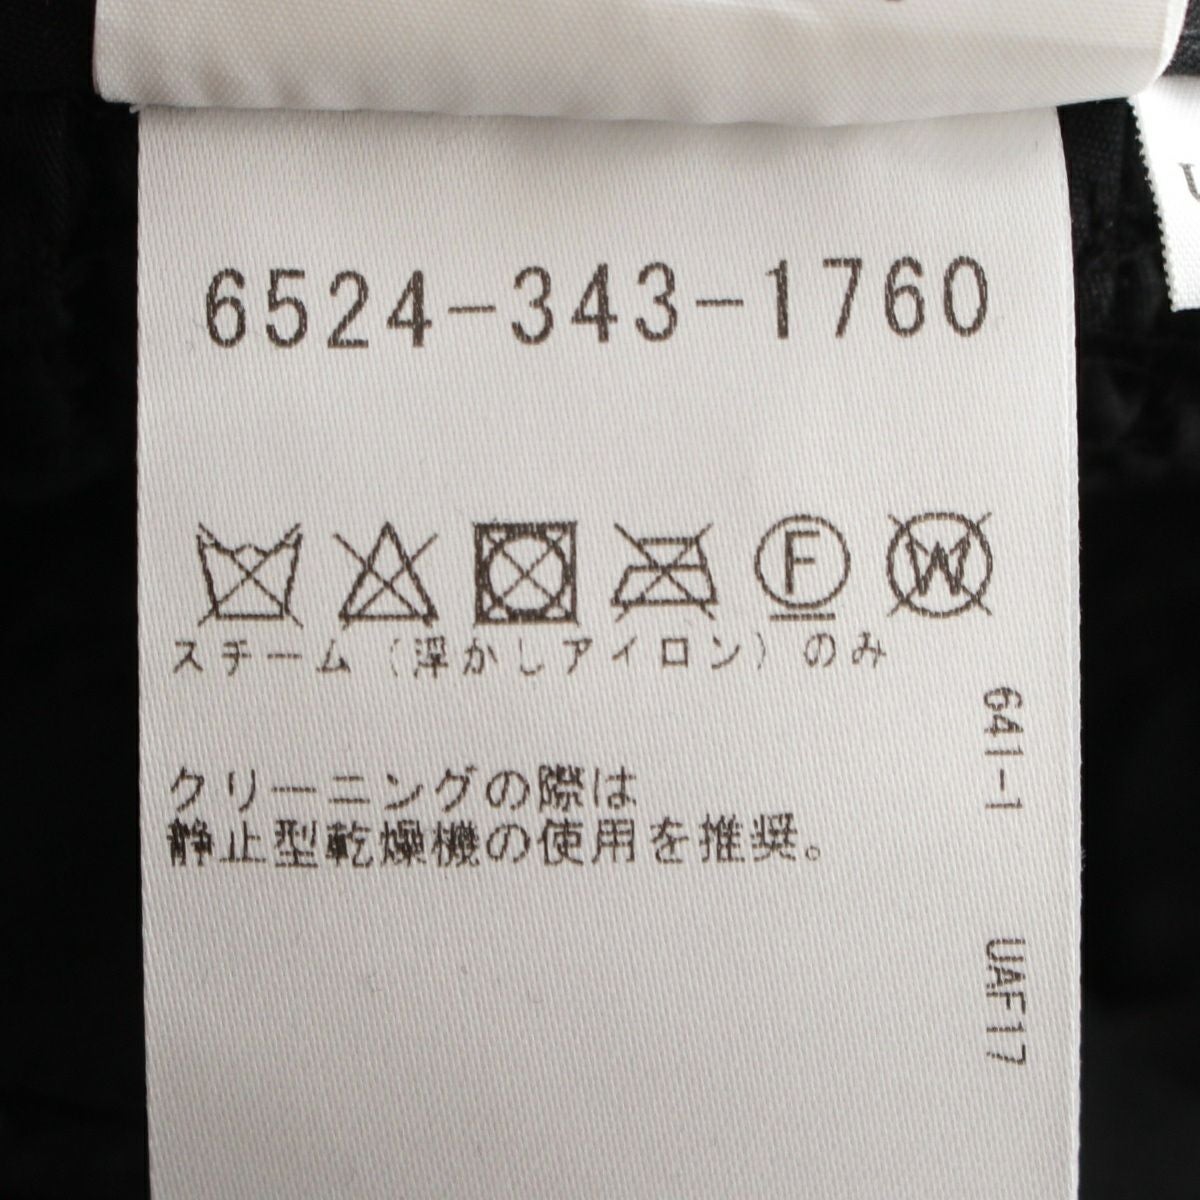 6524-343-1760
F W
スチーム(浮かしアイロン)のみ
クリーニングの際は
静止型乾燥機の使用を推奨。
641-1
UAF17